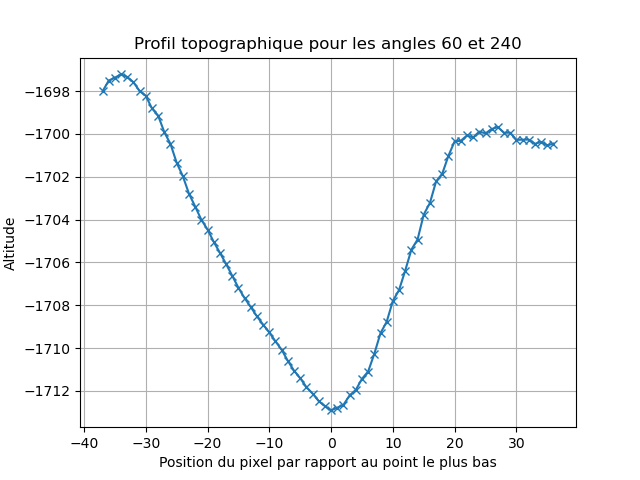 Profil topographique pour les angles 60 et 240
Altitude
−1698
−1700
−1702
−1704
−1706
−1708
−1710
−1712
−40 −30 −20 −10 0 10 20 30
Position du pixel par rapport au point le plus bas